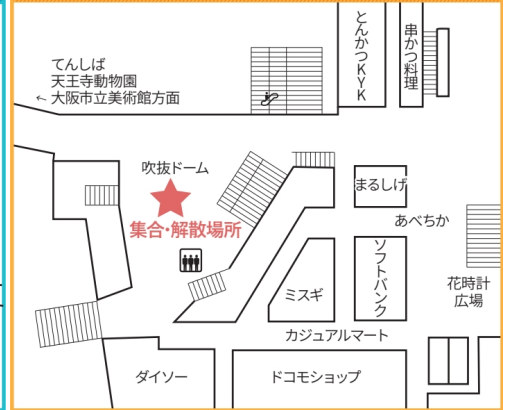 とんかつKYK
串かつ料理
てんしば
天王寺動物園
←大阪市立美術館方面
吹抜ドーム
集合・解散場所
まるしげ
あべちか
ソフトバンク
花時計
広場
ミスギ
カジュアルマート
ダイソー
ドコモショップ